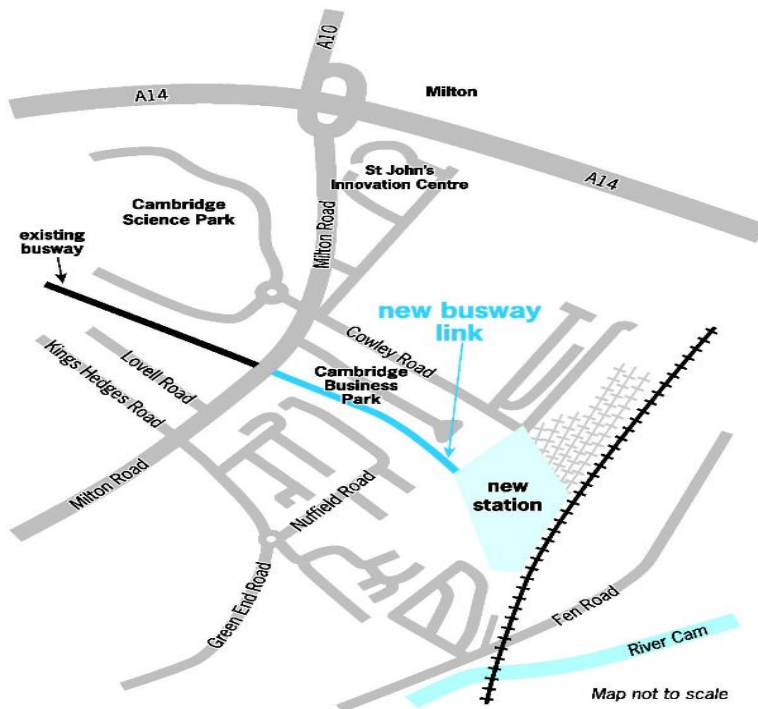 A10
A14
Milton
St John's
Innovation Centre
A14
Cambridge
Science Park
Milton Road
existing
busway
new busway
link
Cowley Road
Lovell Road
Kings Hedges Road
Cambridge
Business
Park
Milton Road
Nuffield Road
new
station
Green End Road
Fen Road
River Cam
Map not to scale